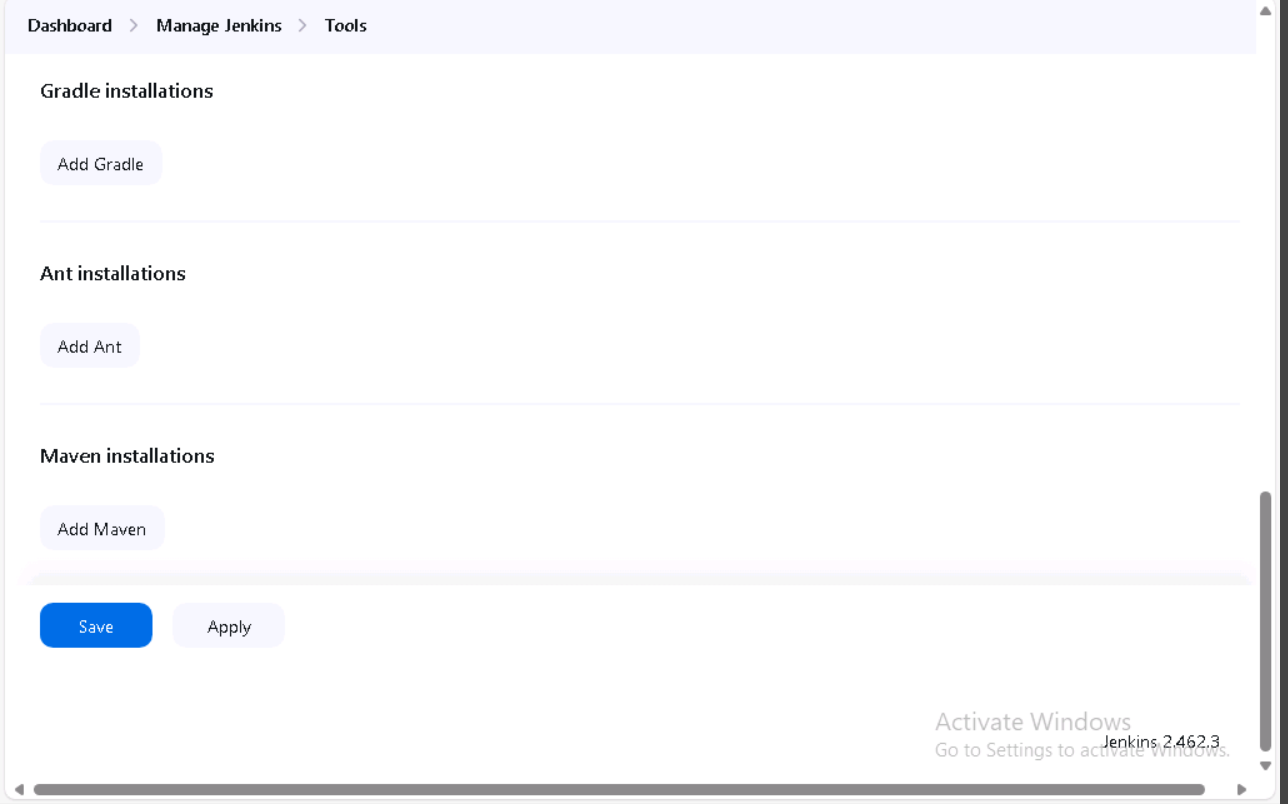 Dashboard > Manage Jenkins > Tools
Gradle installations
Add Gradle
Ant installations
Add Ant
Maven installations
Add Maven
Save Apply
Activate Windows
Jenkins 2.462.3
Go to Settings to activate Windows.